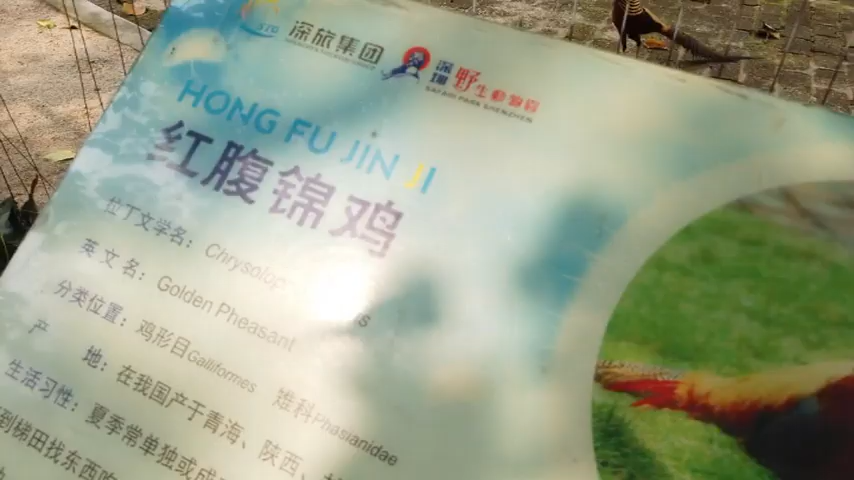 深旅集团
深圳野生动物园
SAFARI PARK SHENZHEN
HONG FU JIN JI
红腹锦鸡
位丁文学名：Chrysolop
英文名：Golden Pheasant
分类位置：鸡形目Galliformes 雉科Phasianidae
产地：在我国产于青海、陕西、
生活习性：夏季常单独或成
到梯田找东西吃